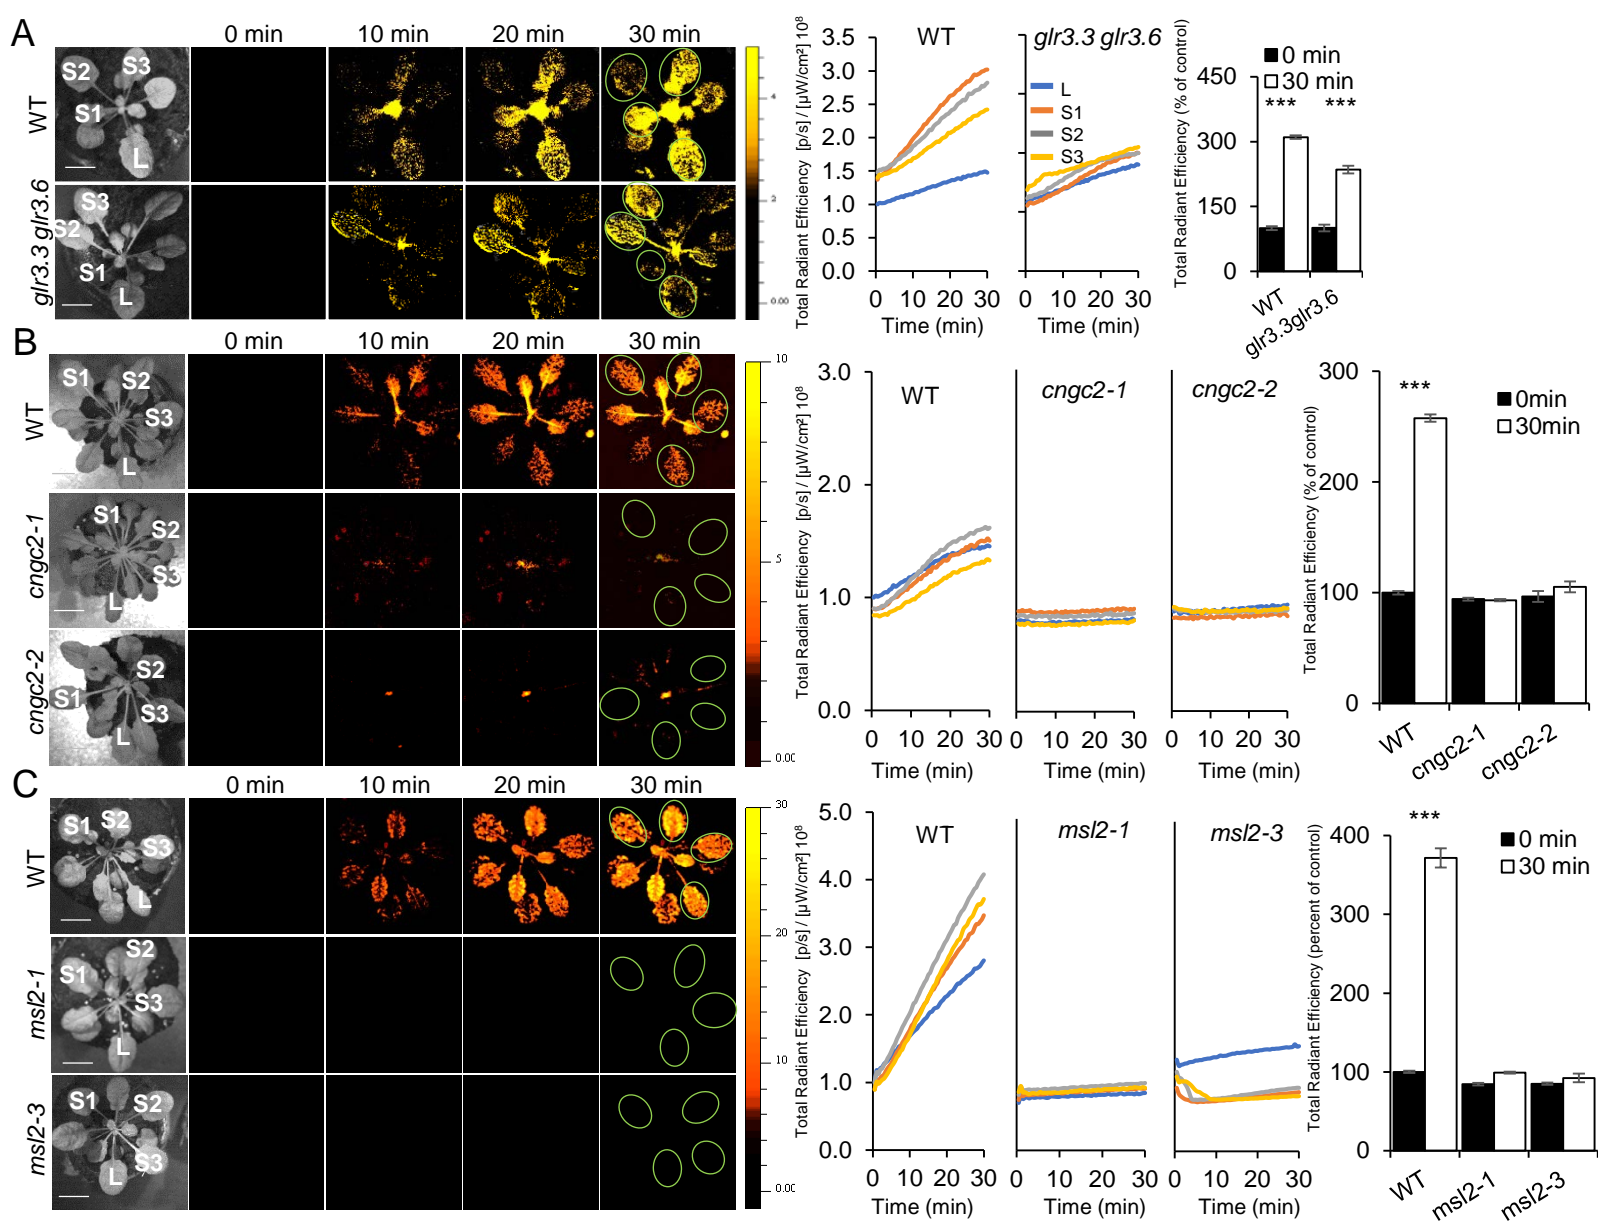 A
0 min
10 min
20 min
30 min
WT
S2
S3
S1
L
glr3.3 glr3.6
S3
S2
S1
L
4
2
0.00
Total Radiant Efficiency [p/s] / [µW/cm²] 10⁸
3.5
3.0
2.5
2.0
1.5
1.0
0.5
0.0
WT
0 10 30
Time (min)
glr3.3 glr3.6
L
S1
S2
S3
0 10 30
Time (min)
Total Radiant Efficiency (% of control)
0 min
30 min
450
300
150
0
***
***
WT
glr3.3glr3.6
B
0 min
10 min
20 min
30 min
WT
S1
S2
S3
L
cngc2-1
S1
S2
S3
L
cngc2-2
S2
S1
S3
L
10
5
0.00
Total Radiant Efficiency [p/s] / [µW/cm²] 10⁸
3.0
2.0
1.0
0.0
WT
0 10 30
Time (min)
cngc2-1
0 10 20 30
Time (min)
cngc2-2
0 10 20 30
Time (min)
Total Radiant Efficiency (% of control)
300
200
100
0
***
0min
30min
WT
cngc2-1
cngc2-2
C
0 min
10 min
20 min
30 min
WT
S1
S2
S3
L
msl2-1
S2
S1
S3
L
msl2-3
S1
S2
S3
L
30
20
10
0.00
Total Radiant Efficiency [p/s] / [µW/cm²] 10⁸
5.0
4.0
3.0
2.0
1.0
0.0
WT
0 10 20 30
Time (min)
msl2-1
0 10 20 30
Time (min)
msl2-3
0 10 20 30
Time (min)
Total Radiant Efficiency (percent of control)
400
300
200
100
0
***
0 min
30 min
WT
msl2-1
msl2-3